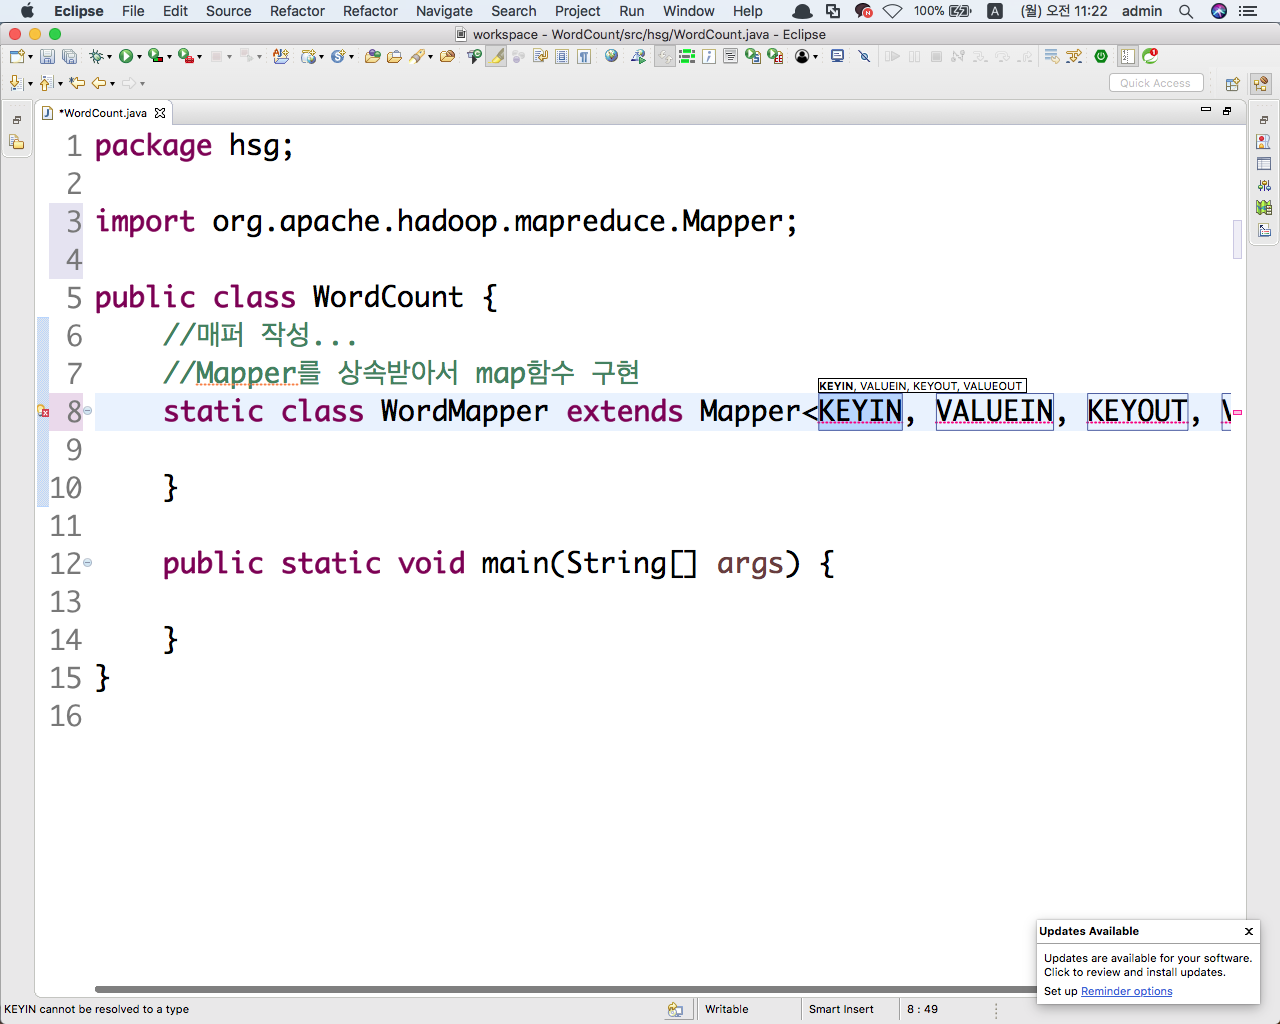 Eclipse File Edit Source Refactor Refactor Navigate Search Project Run Window Help 100% A (월) 오전 11:22 admin
workspace - WordCount/src/hsg/WordCount.java - Eclipse
Quick Access
*WordCount.java
1 package hsg;
2
3 import org.apache.hadoop.mapreduce.Mapper;
4
5 public class WordCount {
6 //매퍼 작성...
7 //Mapper를 상속받아서 map함수 구현
KEYIN, VALUEIN, KEYOUT, VALUEOUT
8 static class WordMapper extends Mapper<KEYIN, VALUEIN, KEYOUT, V
9
10 }
11
12 public static void main(String[] args) {
13
14 }
15 }
16
Updates Available x
Updates are available for your software.
Click to review and install updates.
Set up Reminder options
KEYIN cannot be resolved to a type Writable Smart Insert 8 : 49